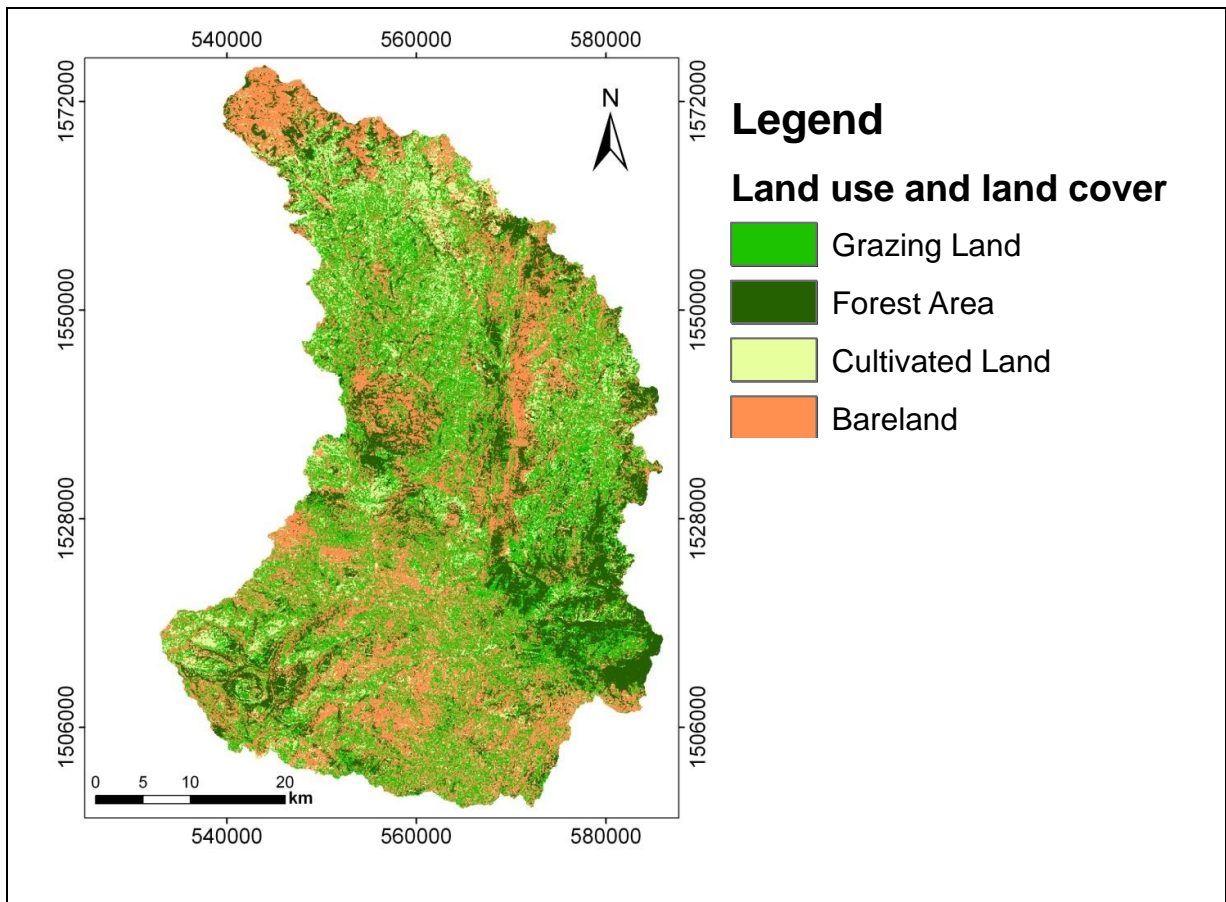 540000 560000 580000
1572000 1572000
N
1550000 1550000
1528000 1528000
1506000 1506000
0 5 10 20
km
540000 560000 580000
Legend
Land use and land cover
Grazing Land
Forest Area
Cultivated Land
Bareland